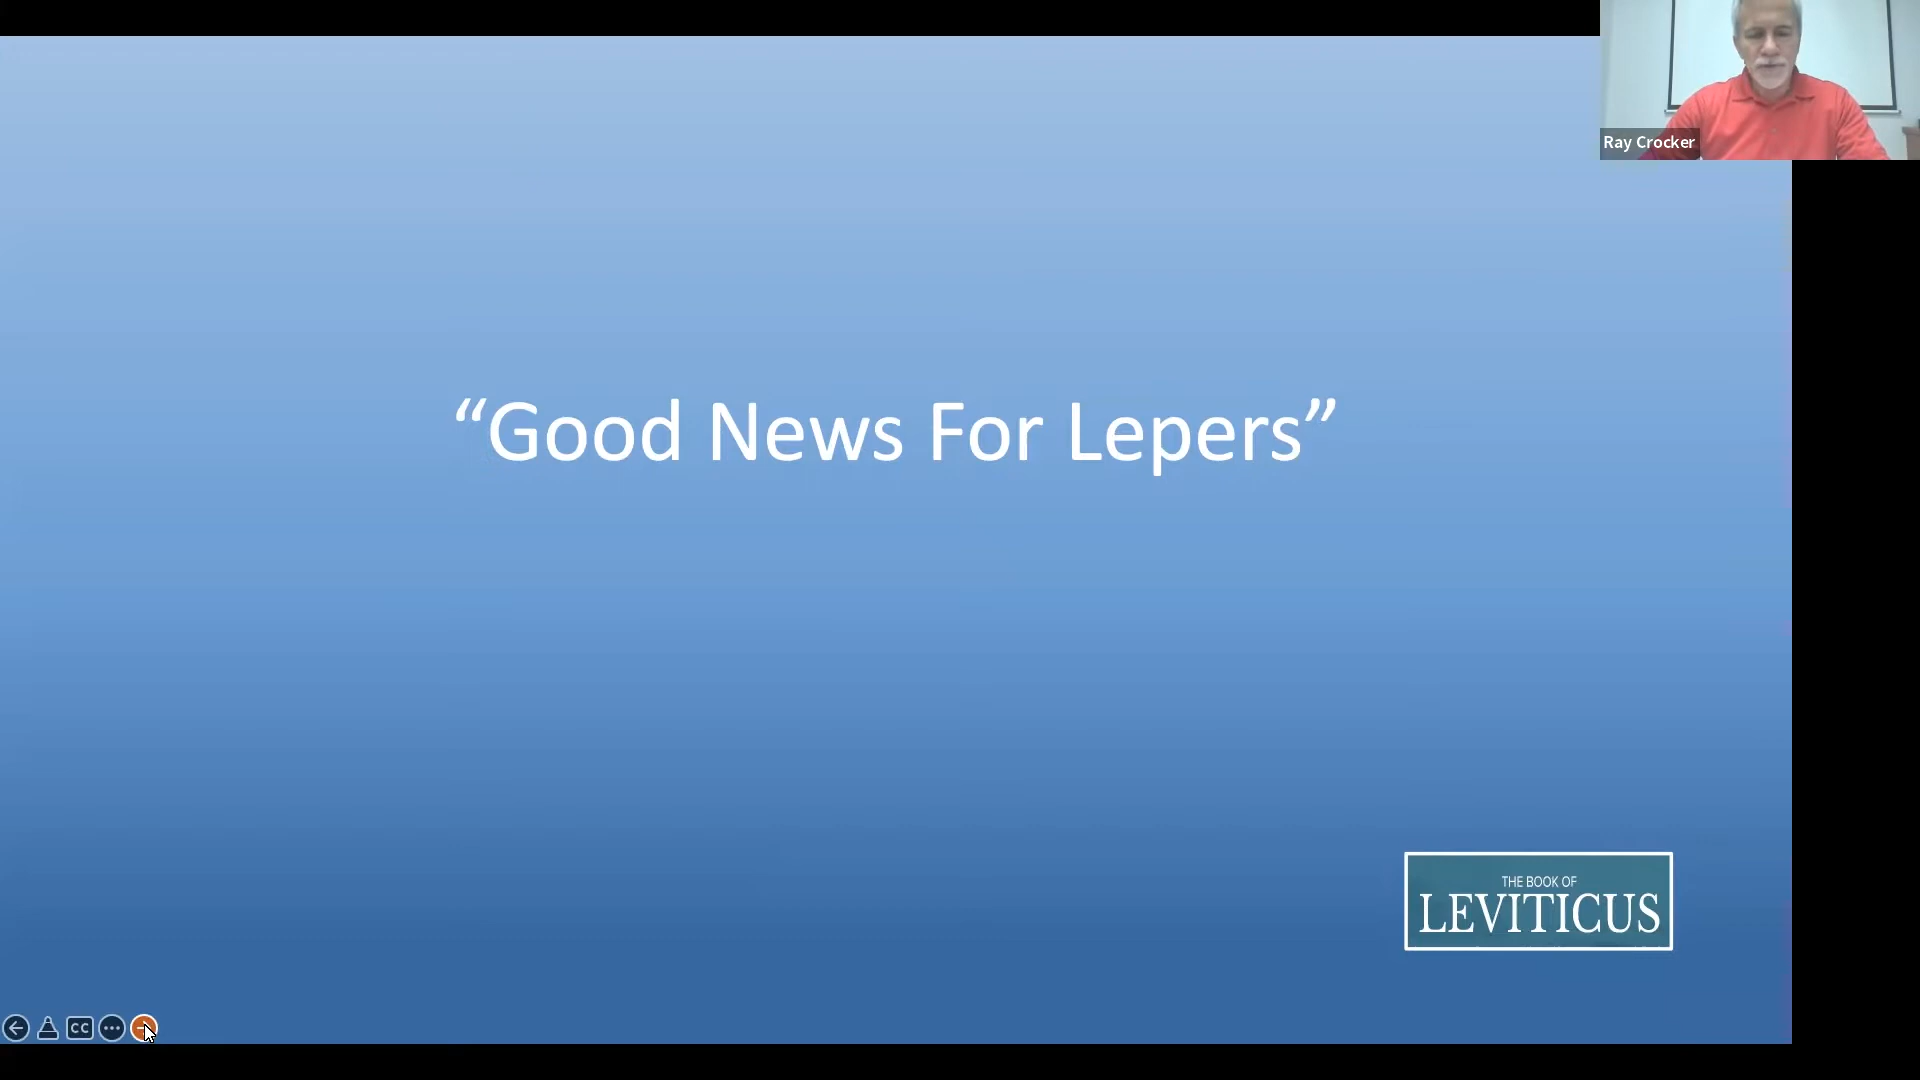 Ray Crocker
“Good News For Lepers”
THE BOOK OF
LEVITICUS
CC